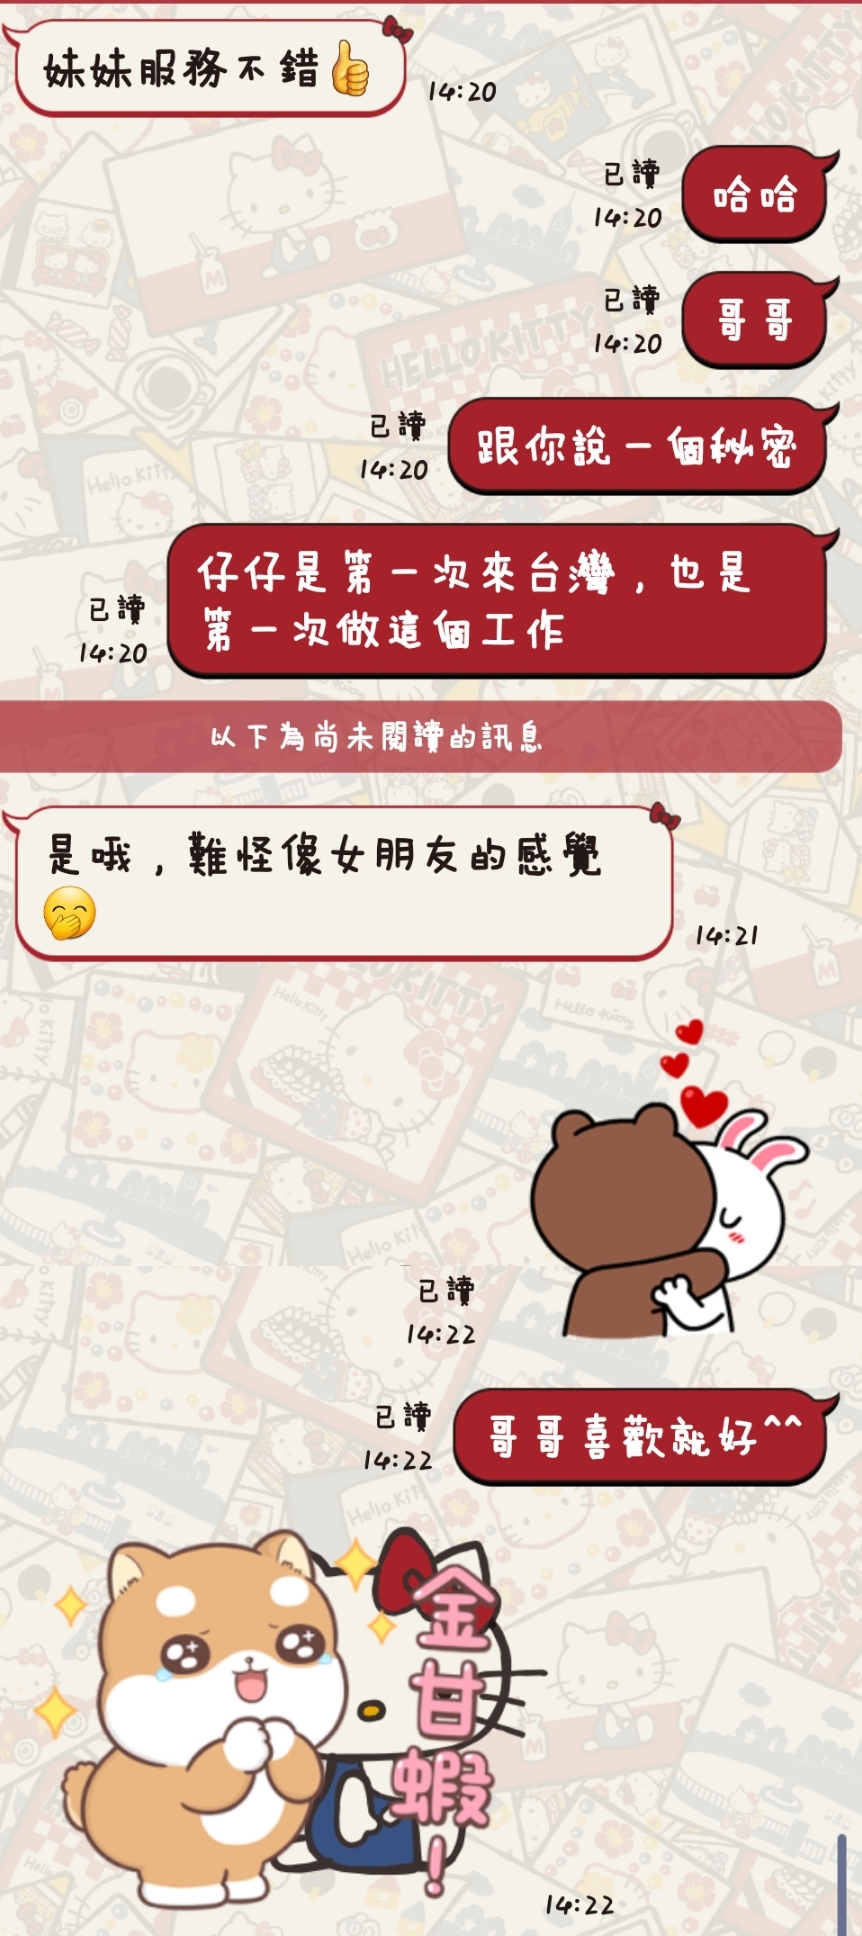 妹妹服務不錯👍
14:20
已讀
14:20
哈哈
已讀
14:20
哥哥
已讀
14:20
跟你說一個秘密
已讀
14:20
仔仔是第一次來台灣，也是
第一次做這個工作
以下為尚未閱讀的訊息
是哦，難怪像女朋友的感覺
🤭
14:21
已讀
14:22
已讀
14:22
哥哥喜歡就好^^
金甘蝦！
14:22